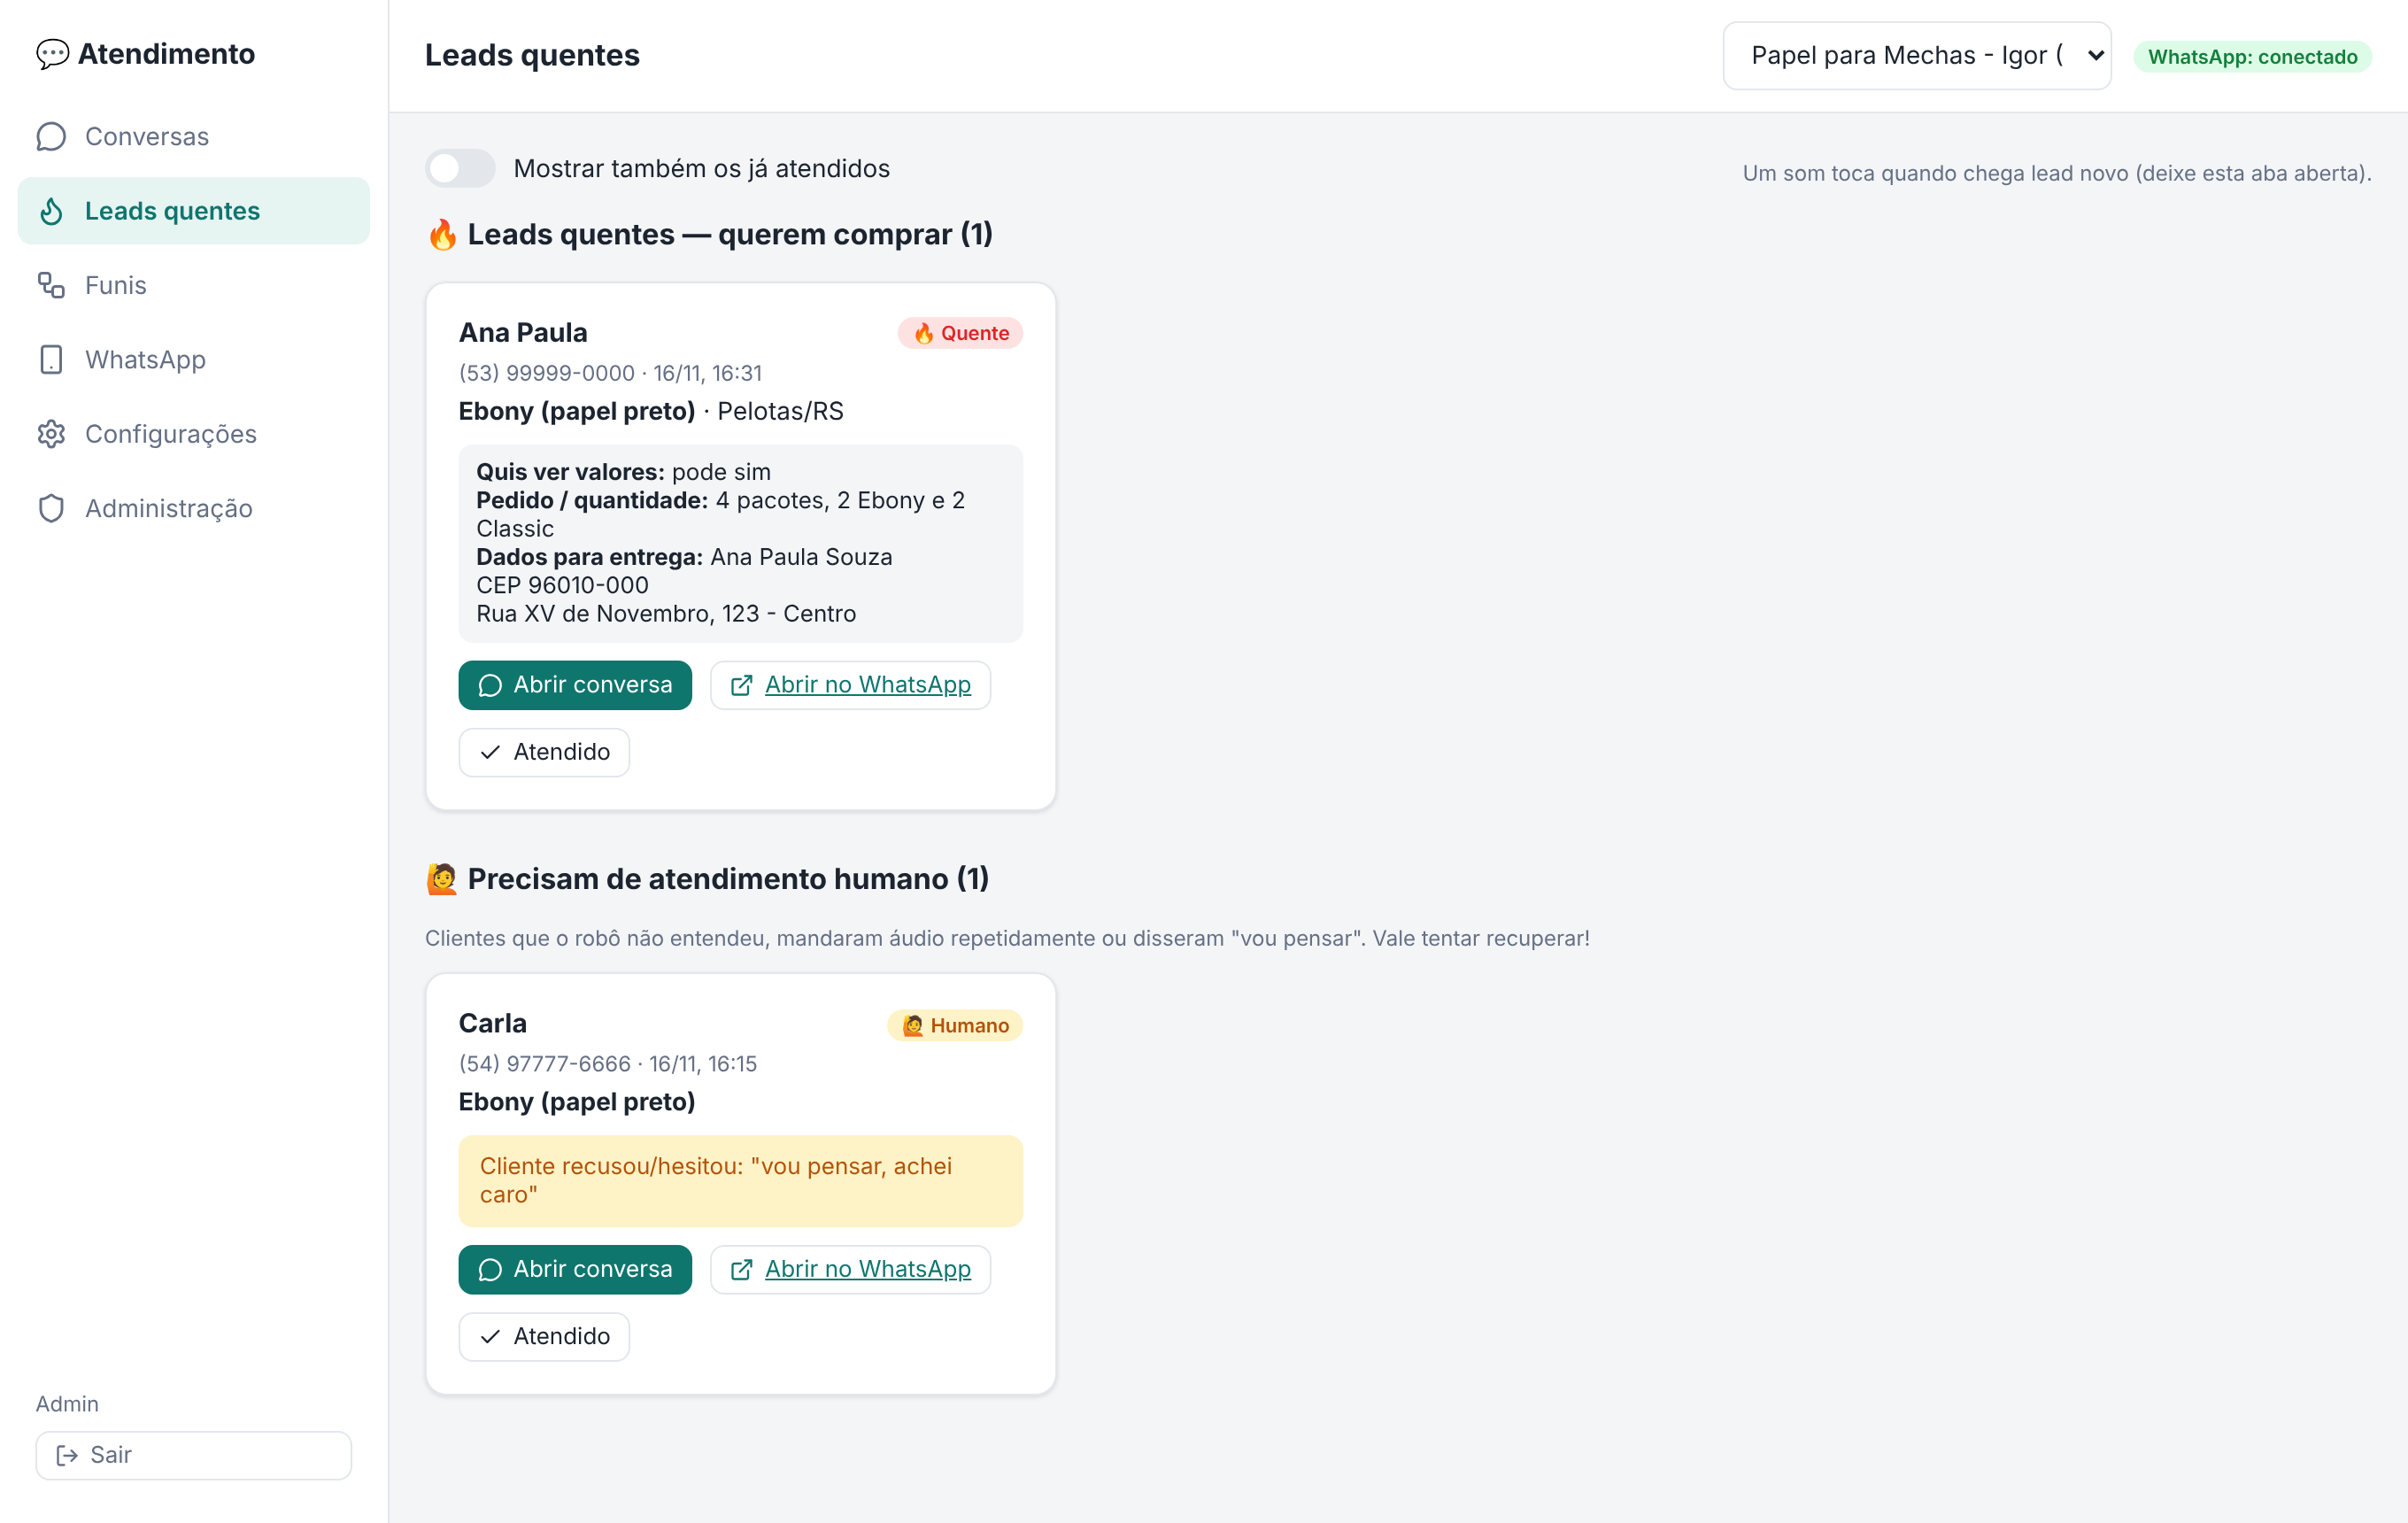 Atendimento
Conversas
Leads quentes
Funis
WhatsApp
Configurações
Administração
Admin
Sair
Leads quentes
Papel para Mechas - Igor (
WhatsApp: conectado
Mostrar também os já atendidos
Um som toca quando chega lead novo (deixe esta aba aberta).
🔥 Leads quentes — querem comprar (1)
Ana Paula
🔥 Quente
(53) 99999-0000 · 16/11, 16:31
Ebony (papel preto) · Pelotas/RS
Quis ver valores: pode sim
Pedido / quantidade: 4 pacotes, 2 Ebony e 2
Classic
Dados para entrega: Ana Paula Souza
CEP 96010-000
Rua XV de Novembro, 123 - Centro
Abrir conversa
Abrir no WhatsApp
Atendido
🙋 Precisam de atendimento humano (1)
Clientes que o robô não entendeu, mandaram áudio repetidamente ou disseram "vou pensar". Vale tentar recuperar!
Carla
🙋 Humano
(54) 97777-6666 · 16/11, 16:15
Ebony (papel preto)
Cliente recusou/hesitou: "vou pensar, achei
caro"
Abrir conversa
Abrir no WhatsApp
Atendido